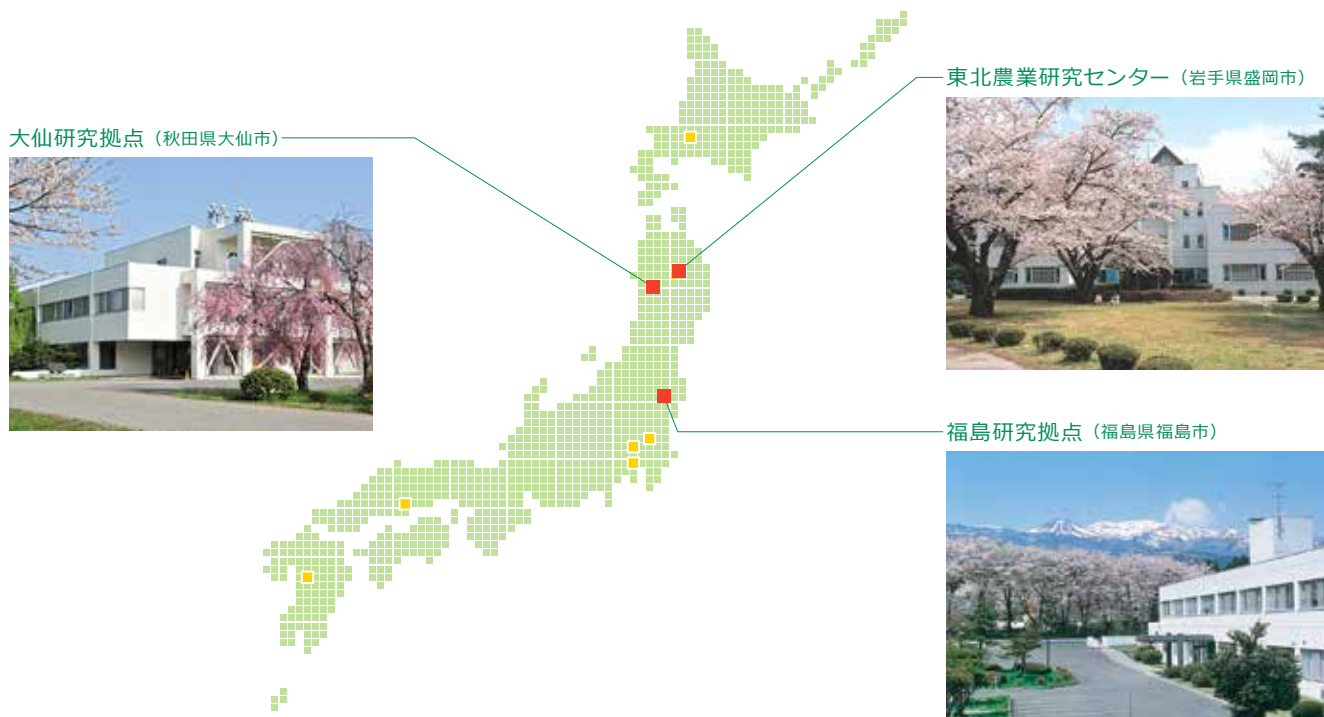 東北農業研究センター（岩手県盛岡市）
大仙研究拠点（秋田県大仙市）
福島研究拠点（福島県福島市）